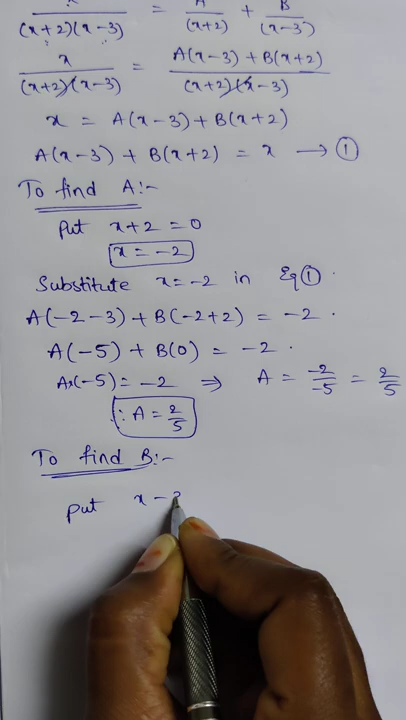 x/((x+2)(x-3)) = A/(x+2) + B/(x-3)
x/((x+2)(x-3)) = (A(x-3) + B(x+2))/((x+2)(x-3))
x = A(x-3) + B(x+2)
A(x-3) + B(x+2) = x → ①
To find A:-
Put x+2 = 0
x = -2
Substitute x = -2 in Eq ①.
A(-2-3) + B(-2+2) = -2.
A(-5) + B(0) = -2.
A×(-5) = -2 ⇒ A = -2/-5 = 2/5
∴ A = 2/5
To find B:-
put x -